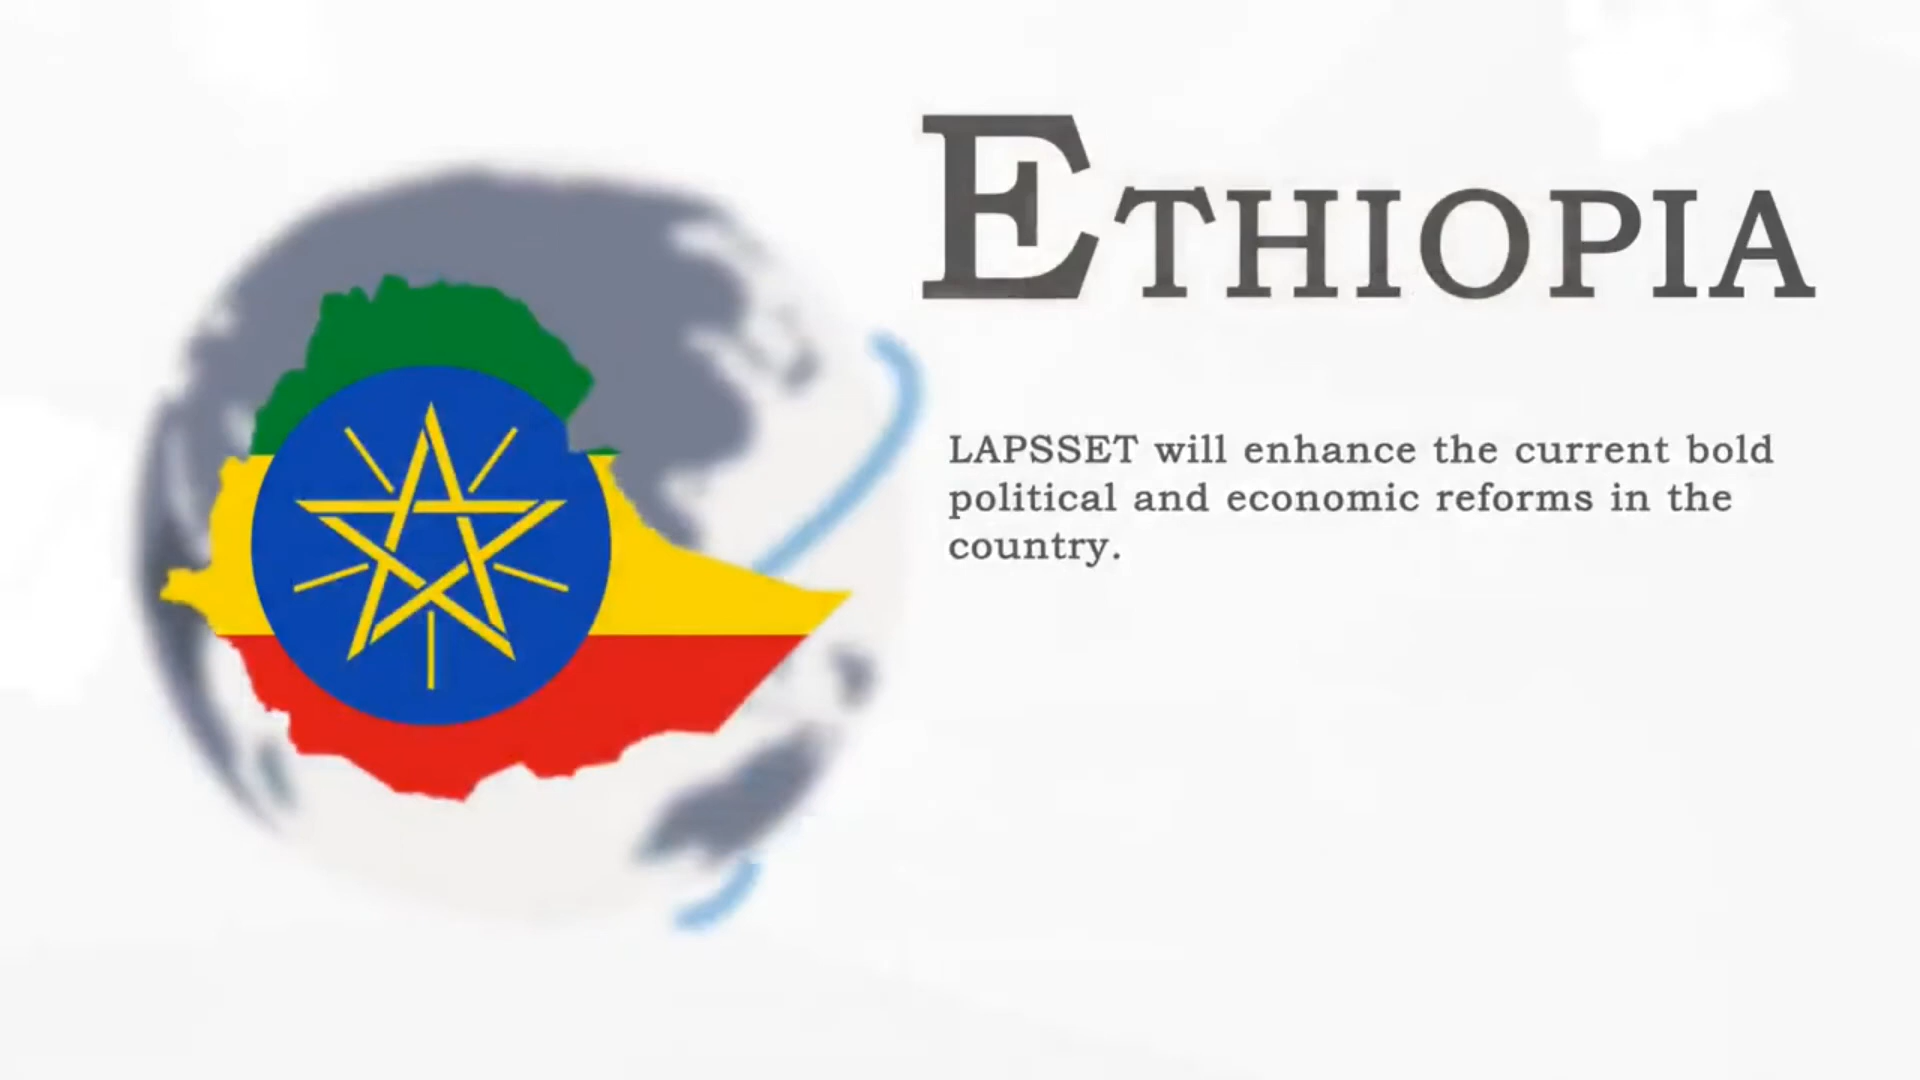 ETHIOPIA
LAPSSET will enhance the current bold
political and economic reforms in the
country.